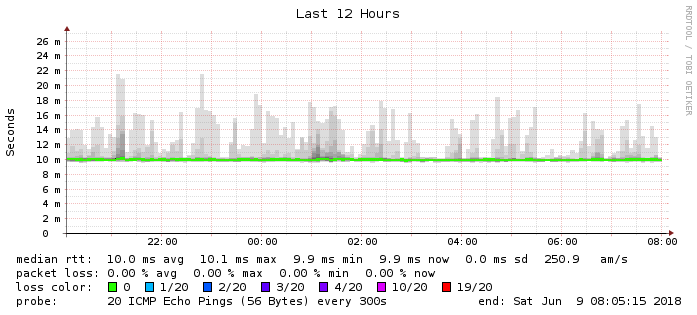 Last 12 Hours
RRDTOOL / TOBI OETIKER
Seconds
26 m
24 m
22 m
20 m
18 m
16 m
14 m
12 m
10 m
8 m
6 m
4 m
2 m
0
22:00 00:00 02:00 04:00 06:00 08:00
median rtt: 10.0 ms avg 10.1 ms max 9.9 ms min 9.9 ms now 0.0 ms sd 250.9 am/s
packet loss: 0.00 % avg 0.00 % max 0.00 % min 0.00 % now
loss color: 0 1/20 2/20 3/20 4/20 10/20 19/20
probe: 20 ICMP Echo Pings (56 Bytes) every 300s end: Sat Jun 9 08:05:15 2018